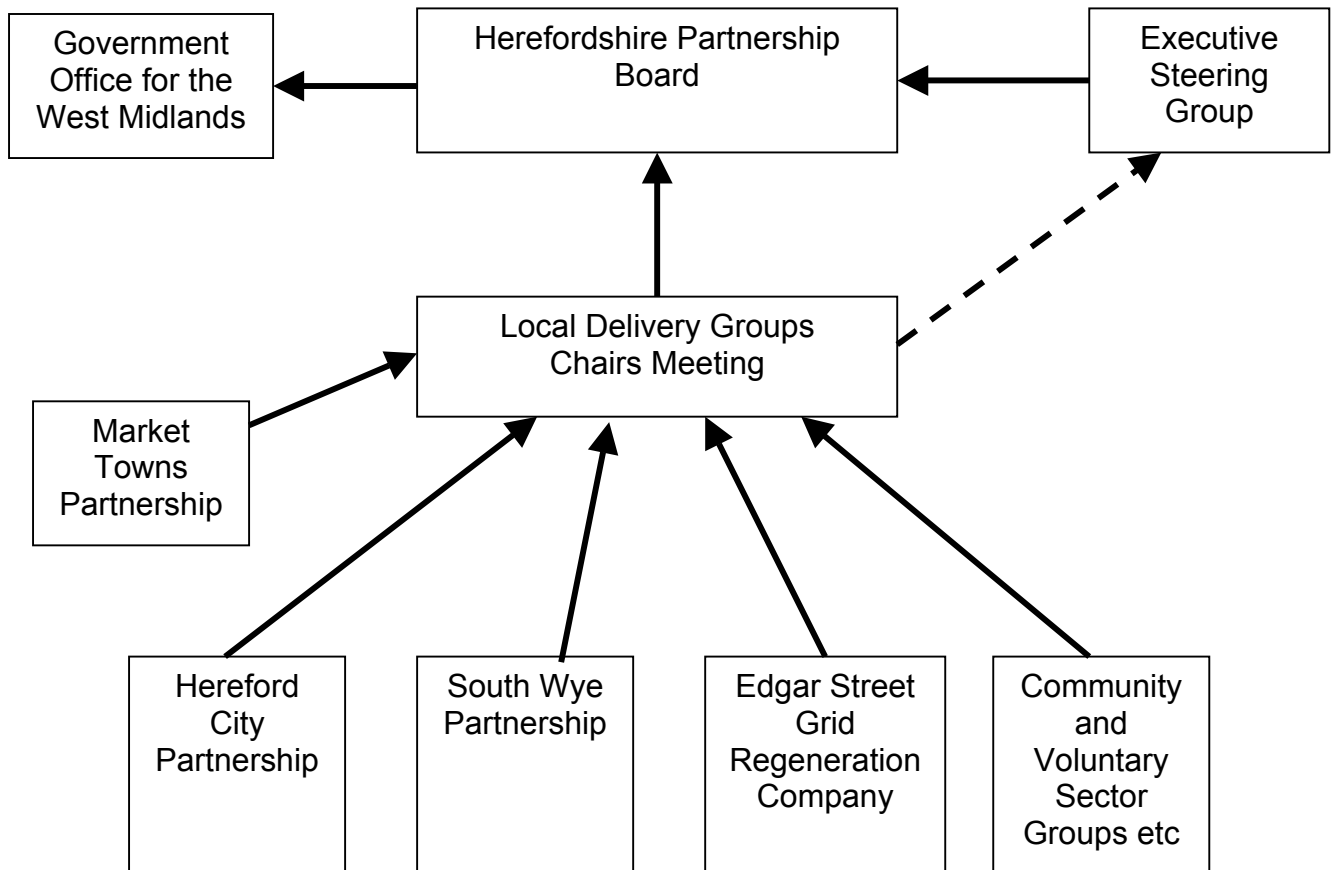 Government
Office for the
West Midlands
Herefordshire Partnership
Board
Executive
Steering
Group
Local Delivery Groups
Chairs Meeting
Market
Towns
Partnership
Hereford
City
Partnership
South Wye
Partnership
Edgar Street
Grid
Regeneration
Company
Community
and
Voluntary
Sector
Groups etc